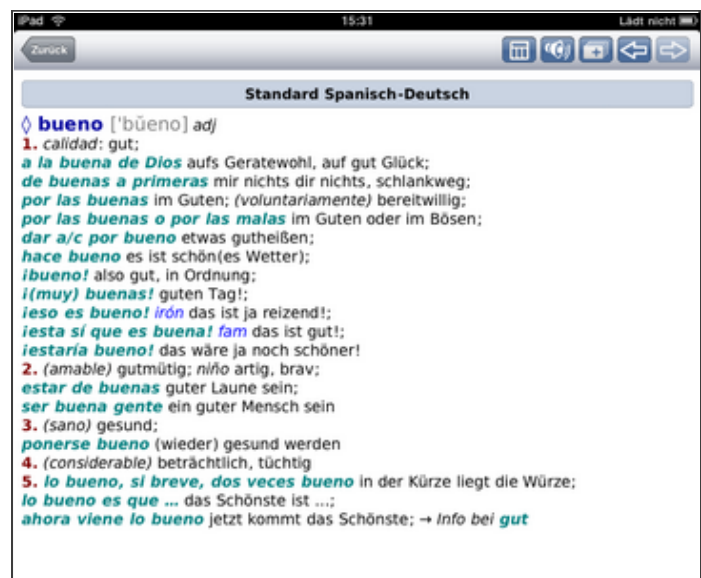 iPad 15:31 Lädt nicht
Zurück
Standard Spanisch-Deutsch
◊ bueno ['bŭeno] adj
1. calidad: gut;
a la buena de Dios aufs Geratewohl, auf gut Glück;
de buenas a primeras mir nichts dir nichts, schlankweg;
por las buenas im Guten; (voluntariamente) bereitwillig;
por las buenas o por las malas im Guten oder im Bösen;
dar a/c por bueno etwas gutheißen;
hace bueno es ist schön(es Wetter);
¡bueno! also gut, in Ordnung;
¡(muy) buenas! guten Tag!;
¡eso es bueno! irón das ist ja reizend!;
¡esta sí que es buena! fam das ist gut!;
¡estaría bueno! das wäre ja noch schöner!
2. (amable) gutmütig; niño artig, brav;
estar de buenas guter Laune sein;
ser buena gente ein guter Mensch sein
3. (sano) gesund;
ponerse bueno (wieder) gesund werden
4. (considerable) beträchtlich, tüchtig
5. lo bueno, si breve, dos veces bueno in der Kürze liegt die Würze;
lo bueno es que ... das Schönste ist ...;
ahora viene lo bueno jetzt kommt das Schönste; → Info bei gut